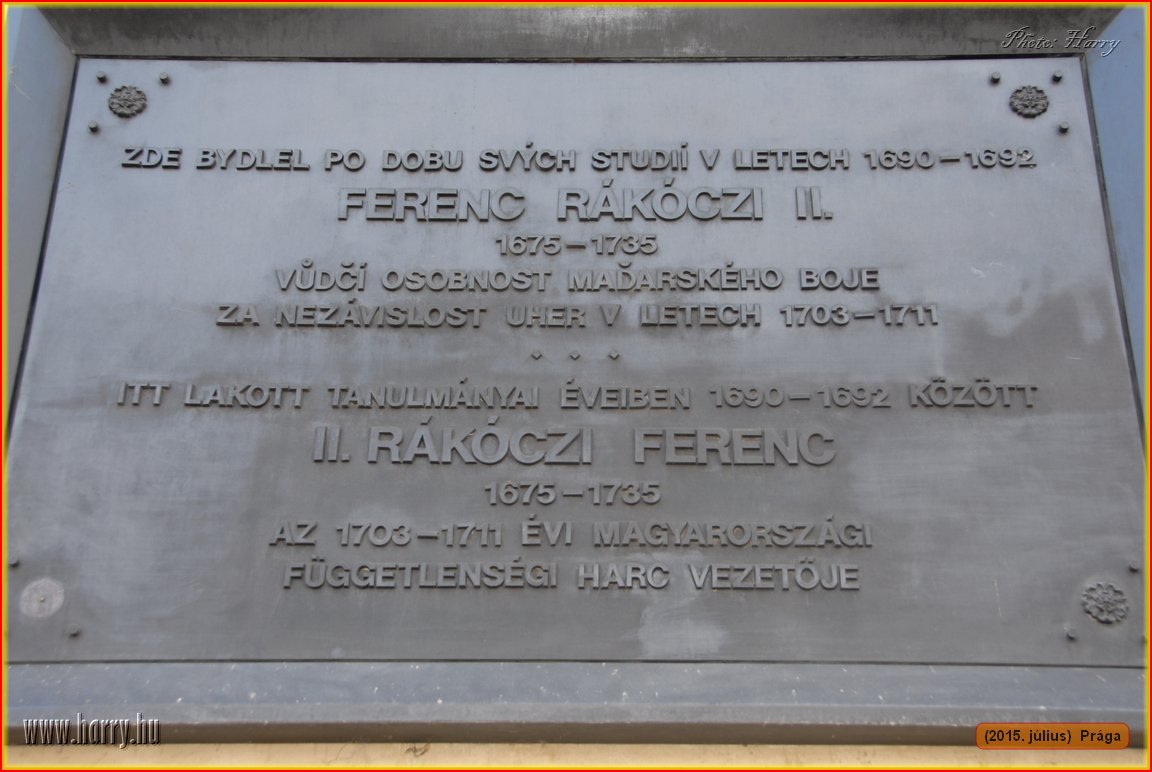 Photo: Harry
ZDE BYDLEL PO DOBU SVÝCH STUDIÍ V LETECH 1690–1692
FERENC RÁKÓCZI II.
1675–1735
VŮDČÍ OSOBNOST MAĎARSKÉHO BOJE
ZA NEZÁVISLOST UHER V LETECH 1703–1711
ITT LAKOTT TANULMÁNYAI ÉVEIBEN 1690–1692 KÖZÖTT
II. RÁKÓCZI FERENC
1675–1735
AZ 1703–1711 ÉVI MAGYARORSZÁGI
FÜGGETLENSÉGI HARC VEZETŐJE
www.harry.hu
(2015. július) Prága